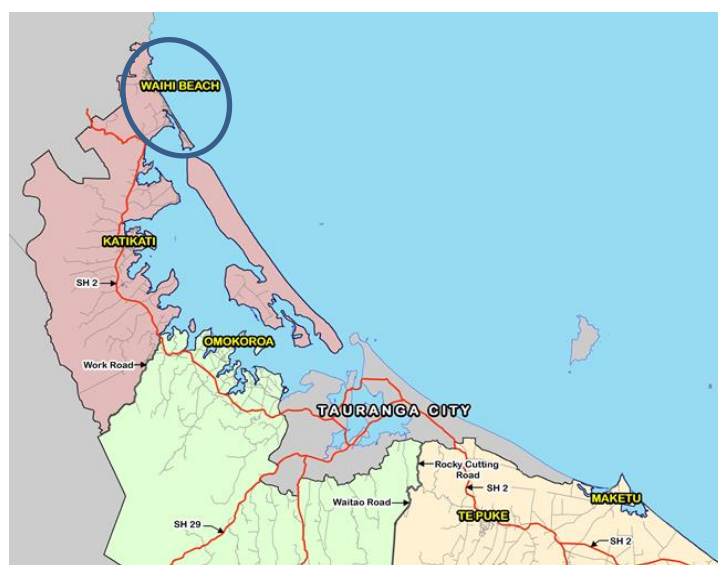 WAIHI BEACH
KATIKATI
SH 2
OMOKOROA
Work Road
TAURANGA CITY
Rocky Cutting
Road
SH 2
MAKETU
Waitao Road
TE PUKE
SH 29
SH 2